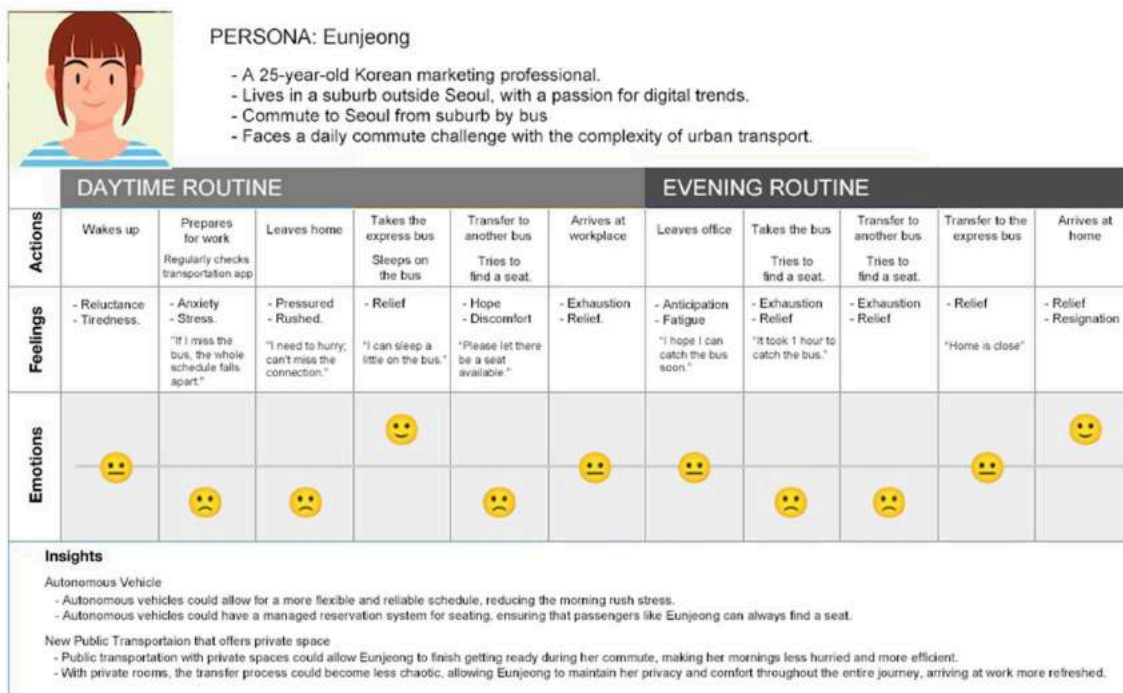 PERSONA: Eunjeong
- A 25-year-old Korean marketing professional.
- Lives in a suburb outside Seoul, with a passion for digital trends.
- Commute to Seoul from suburb by bus
- Faces a daily commute challenge with the complexity of urban transport.
DAYTIME ROUTINE
EVENING ROUTINE
Actions
Wakes up
Prepares
for work
Regularly checks
transportation app
Leaves home
Takes the
express bus
Sleeps on
the bus
Transfer to
another bus
Tries to
find a seat.
Arrives at
workplace
Leaves office
Takes the bus
Tries to
find a seat.
Transfer to
another bus
Tries to
find a seat.
Transfer to the
express bus
Arrives at
home
Feelings
- Reluctance
- Tiredness.
- Anxiety
- Stress.
"If I miss the
bus, the whole
schedule falls
apart."
- Pressured
- Rushed.
"I need to hurry;
can't miss the
connection."
- Relief
"I can sleep a
little on the bus."
- Hope
- Discomfort
"Please let there
be a seat
available."
- Exhaustion
- Relief.
- Anticipation
- Fatigue
"I hope I can
catch the bus
soon."
- Exhaustion
- Relief
"It took 1 hour to
catch the bus."
- Exhaustion
- Relief
- Relief
"Home is close"
- Relief
- Resignation
Emotions
Insights
Autonomous Vehicle
- Autonomous vehicles could allow for a more flexible and reliable schedule, reducing the morning rush stress.
- Autonomous vehicles could have a managed reservation system for seating, ensuring that passengers like Eunjeong can always find a seat.
New Public Transportaion that offers private space
- Public transportation with private spaces could allow Eunjeong to finish getting ready during her commute, making her mornings less hurried and more efficient.
- With private rooms, the transfer process could become less chaotic, allowing Eunjeong to maintain her privacy and comfort throughout the entire journey, arriving at work more refreshed.